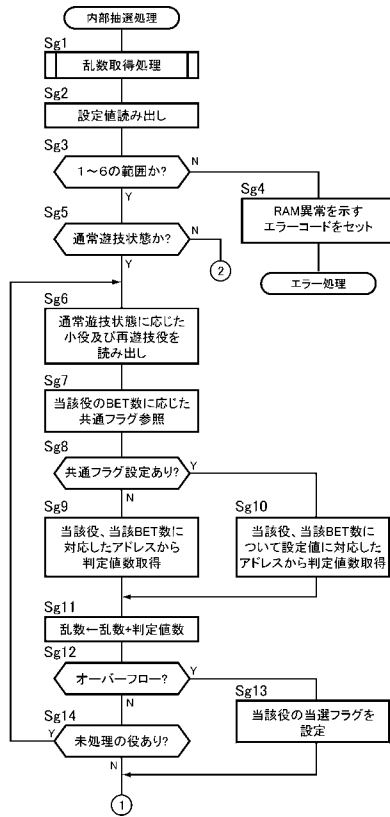 内部抽選処理
Sg1
乱数取得処理
Sg2
設定値読み出し
Sg3
1～6の範囲か?
N
Y
Sg4
RAM異常を示す
エラーコードをセット
エラー処理
Sg5
通常遊技状態か?
N
Y
2
Sg6
通常遊技状態に応じた
小役及び再遊技役を
読み出し
Sg7
当該役のBET数に応じた
共通フラグ参照
Sg8
共通フラグ設定あり?
Y
N
Sg9
当該役、当該BET数に
対応したアドレスから
判定値数取得
Sg10
当該役、当該BET数に
ついて設定値に対応した
アドレスから判定値数取得
Sg11
乱数←乱数+判定値数
Sg12
オーバーフロー?
Y
N
Sg13
当該役の当選フラグを
設定
Sg14
Y
未処理の役あり?
N
1